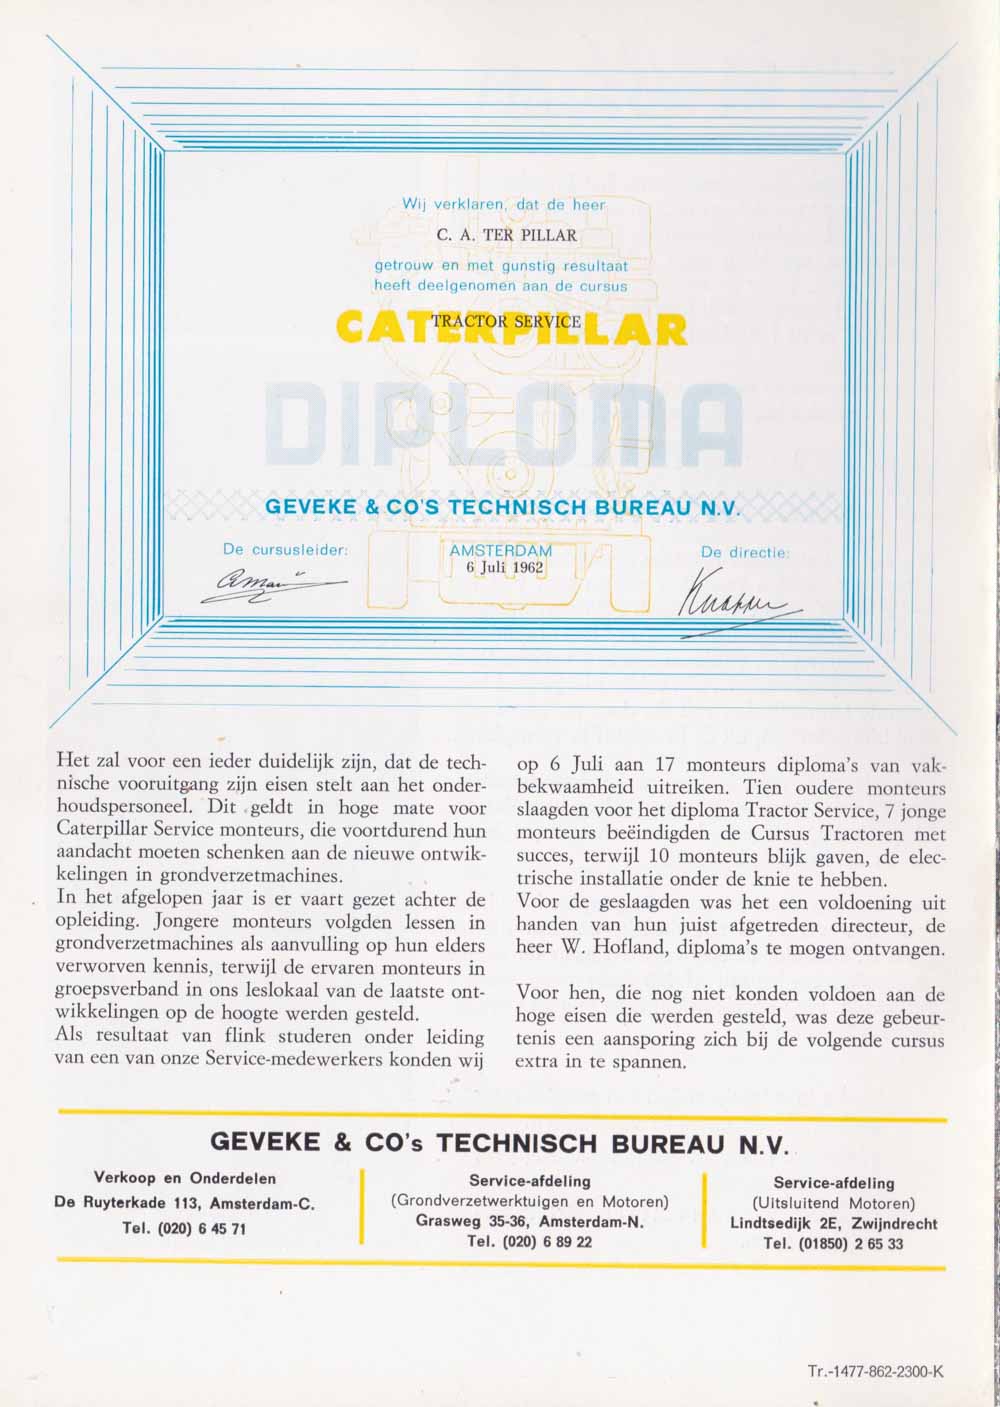 Wij verklaren, dat de heer
C. A. TER PILLAR
getrouw en met gunstig resultaat
heeft deelgenomen aan de cursus
TRACTOR SERVICE
CATERPILLAR
DIPLOMA
GEVEKE & CO'S TECHNISCH BUREAU N.V.
De cursusleider:
AMSTERDAM
6 Juli 1962
De directie:
Het zal voor een ieder duidelijk zijn, dat de tech-
nische vooruitgang zijn eisen stelt aan het onder-
houdspersoneel. Dit geldt in hoge mate voor
Caterpillar Service monteurs, die voortdurend hun
aandacht moeten schenken aan de nieuwe ontwik-
kelingen in grondverzetmachines.
In het afgelopen jaar is er vaart gezet achter de
opleiding. Jongere monteurs volgden lessen in
grondverzetmachines als aanvulling op hun elders
verworven kennis, terwijl de ervaren monteurs in
groepsverband in ons leslokaal van de laatste ont-
wikkelingen op de hoogte werden gesteld.
Als resultaat van flink studeren onder leiding
van een van onze Service-medewerkers konden wij
op 6 Juli aan 17 monteurs diploma's van vak-
bekwaamheid uitreiken. Tien oudere monteurs
slaagden voor het diploma Tractor Service, 7 jonge
monteurs beëindigden de Cursus Tractoren met
succes, terwijl 10 monteurs blijk gaven, de elec-
trische installatie onder de knie te hebben.
Voor de geslaagden was het een voldoening uit
handen van hun juist afgetreden directeur, de
heer W. Hofland, diploma's te mogen ontvangen.
Voor hen, die nog niet konden voldoen aan de
hoge eisen die werden gesteld, was deze gebeur-
tenis een aansporing zich bij de volgende cursus
extra in te spannen.
GEVEKE & CO's TECHNISCH BUREAU N.V.
Verkoop en Onderdelen
De Ruyterkade 113, Amsterdam-C.
Tel. (020) 6 45 71
Service-afdeling
(Grondverzetwerktuigen en Motoren)
Grasweg 35-36, Amsterdam-N.
Tel. (020) 6 89 22
Service-afdeling
(Uitsluitend Motoren)
Lindtsedijk 2E, Zwijndrecht
Tel. (01850) 2 65 33
Tr.-1477-862-2300-K